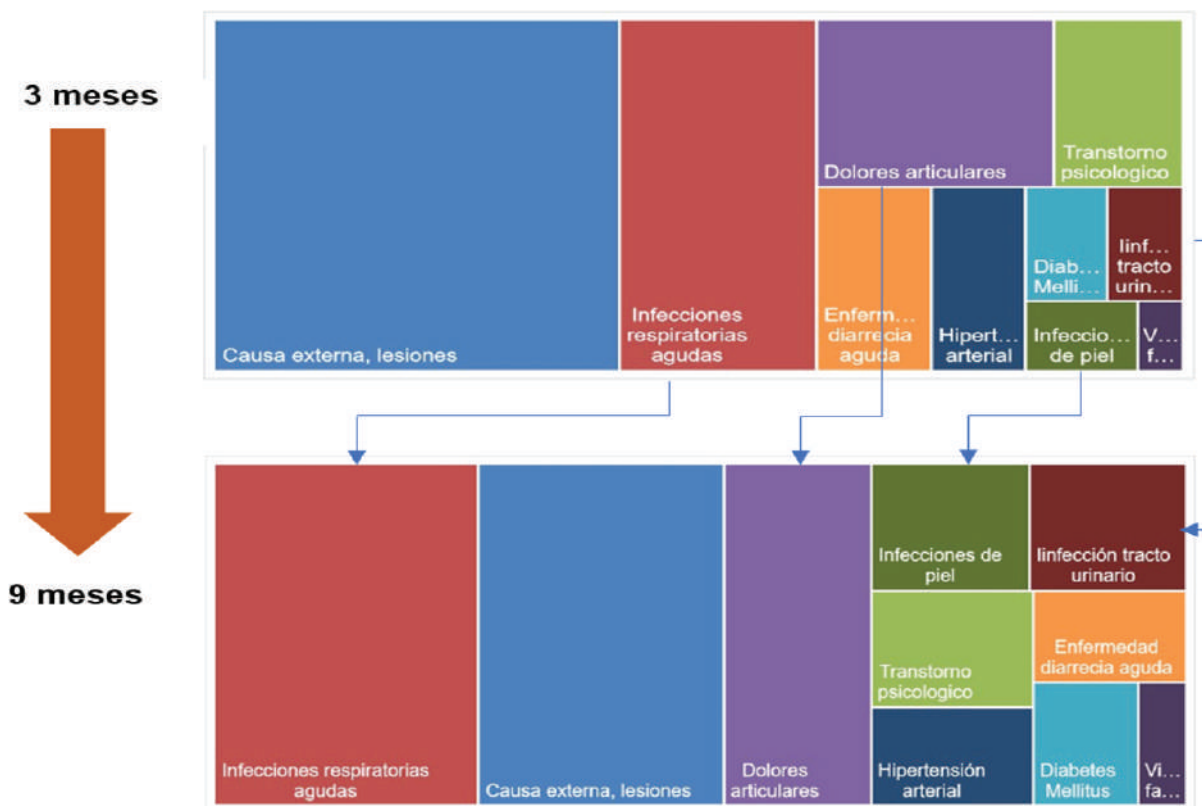 3 meses
Causa externa, lesiones
Infecciones
respiratorias
agudas
Dolores articulares
Transtorno
psicologico
Enferm…
diarrecia
aguda
Hipert…
arterial
Diab…
Melli…
Iinf…
tracto
urin…
Infeccio…
de piel
V…
f…
9 meses
Infecciones respiratorias
agudas
Causa externa, lesiones
Dolores
articulares
Infecciones de
piel
Iinfección tracto
urinario
Transtorno
psicologico
Enfermedad
diarrecia aguda
Hipertensión
arterial
Diabetes
Mellitus
Vi…
fa…